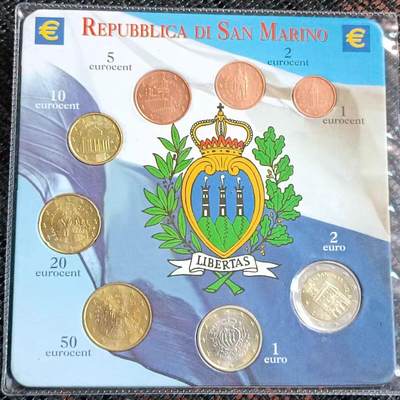 REPUBBLICA DI SAN MARINO
€
€
5
eurocent
2
eurocent
1
eurocent
10
eurocent
20
eurocent
50
eurocent
1
euro
2
euro
LIBERTAS